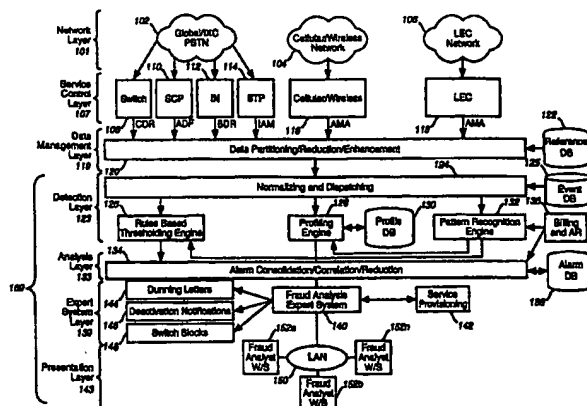 Network
Layer
101
102
Global/IXC
PSTN
Cellular/Wireless
Network
104
106
LEC
Network
Service
Control
Layer
107
Switch
110
SCP
112
IN
114
STP
Cellular/Wireless
LEC
108
CDR
ADF
SDR
IAM
116
AMA
118
AMA
Data
Management
Layer
119
120
Data Partitioning/Reduction/Enhancement
122
Reference
DB
124
Normalizing and Dispatching
Event
DB
Detection
Layer
123
Rules Based
Thresholding Engine
128
Profiling
Engine
130
Profile
DB
132
Pattern Recognition
Engine
Billing
and AR
Analysis
Layer
133
134
Alarm Consolidation/Correlation/Reduction
Alarm
DB
169
Expert
System
Layer
139
144
Dunning Letters
Deactivation Notifications
148
Switch Blocks
Fraud Analysis
Expert System
140
Service
Provisioning
142
Presentation
Layer
143
152a
Fraud
Analyst
W/S
LAN
150
152n
Fraud
Analyst
W/S
Fraud
Analyst
W/S
152b